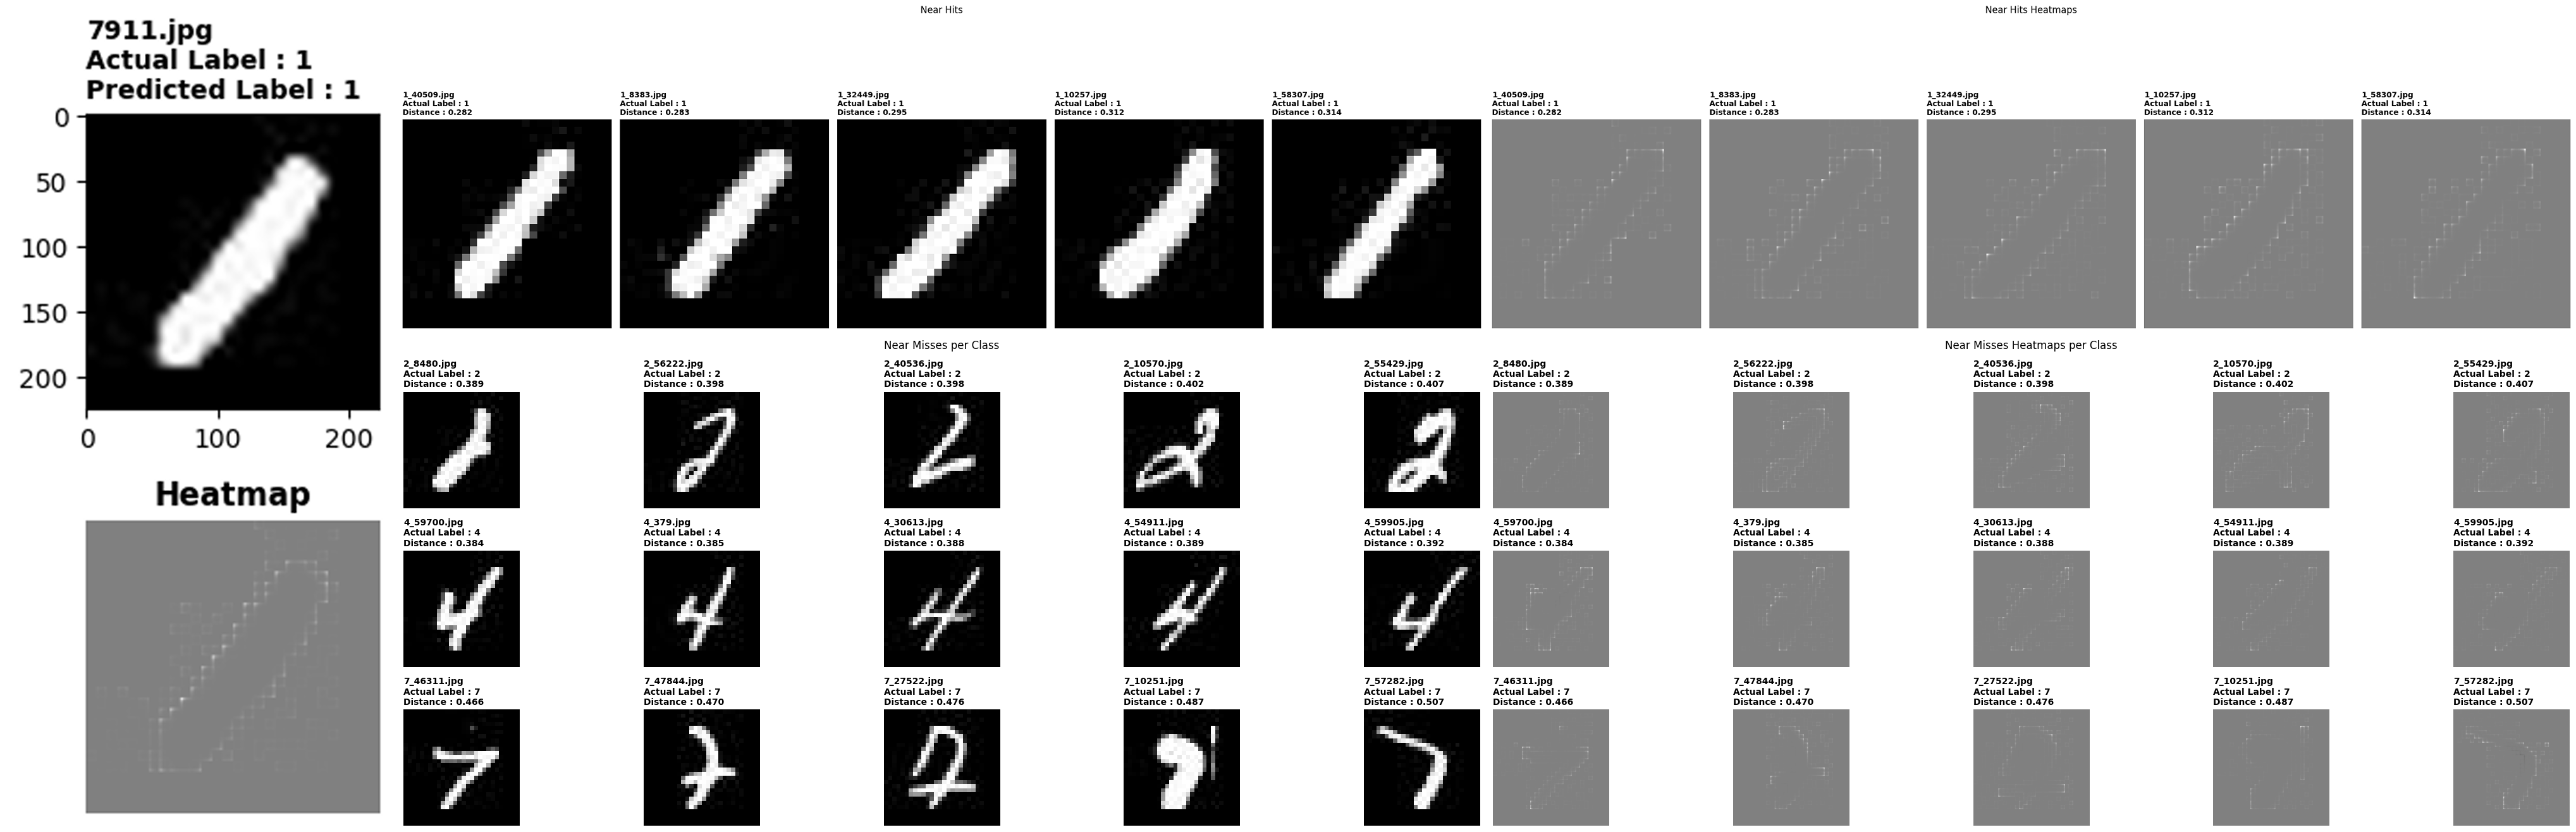 7911.jpg
Actual Label : 1
Predicted Label : 1
0
50
100
150
200
0 100 200
Heatmap
Near Hits
1_40509.jpg
Actual Label : 1
Distance : 0.282
1_8383.jpg
Actual Label : 1
Distance : 0.283
1_32449.jpg
Actual Label : 1
Distance : 0.295
1_10257.jpg
Actual Label : 1
Distance : 0.312
1_58307.jpg
Actual Label : 1
Distance : 0.314
Near Hits Heatmaps
1_40509.jpg
Actual Label : 1
Distance : 0.282
1_8383.jpg
Actual Label : 1
Distance : 0.283
1_32449.jpg
Actual Label : 1
Distance : 0.295
1_10257.jpg
Actual Label : 1
Distance : 0.312
1_58307.jpg
Actual Label : 1
Distance : 0.314
Near Misses per Class
2_8480.jpg
Actual Label : 2
Distance : 0.389
2_56222.jpg
Actual Label : 2
Distance : 0.398
2_40536.jpg
Actual Label : 2
Distance : 0.398
2_10570.jpg
Actual Label : 2
Distance : 0.402
2_55429.jpg
Actual Label : 2
Distance : 0.407
4_59700.jpg
Actual Label : 4
Distance : 0.384
4_379.jpg
Actual Label : 4
Distance : 0.385
4_30613.jpg
Actual Label : 4
Distance : 0.388
4_54911.jpg
Actual Label : 4
Distance : 0.389
4_59905.jpg
Actual Label : 4
Distance : 0.392
7_46311.jpg
Actual Label : 7
Distance : 0.466
7_47844.jpg
Actual Label : 7
Distance : 0.470
7_27522.jpg
Actual Label : 7
Distance : 0.476
7_10251.jpg
Actual Label : 7
Distance : 0.487
7_57282.jpg
Actual Label : 7
Distance : 0.507
Near Misses Heatmaps per Class
2_8480.jpg
Actual Label : 2
Distance : 0.389
2_56222.jpg
Actual Label : 2
Distance : 0.398
2_40536.jpg
Actual Label : 2
Distance : 0.398
2_10570.jpg
Actual Label : 2
Distance : 0.402
2_55429.jpg
Actual Label : 2
Distance : 0.407
4_59700.jpg
Actual Label : 4
Distance : 0.384
4_379.jpg
Actual Label : 4
Distance : 0.385
4_30613.jpg
Actual Label : 4
Distance : 0.388
4_54911.jpg
Actual Label : 4
Distance : 0.389
4_59905.jpg
Actual Label : 4
Distance : 0.392
7_46311.jpg
Actual Label : 7
Distance : 0.466
7_47844.jpg
Actual Label : 7
Distance : 0.470
7_27522.jpg
Actual Label : 7
Distance : 0.476
7_10251.jpg
Actual Label : 7
Distance : 0.487
7_57282.jpg
Actual Label : 7
Distance : 0.507